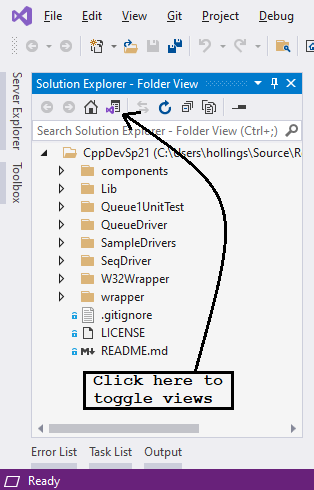 File Edit View Git Project Debug
Server Explorer
Toolbox
Solution Explorer - Folder View
Search Solution Explorer - Folder View (Ctrl+;)
CppDevSp21 (C:\Users\hollings\Source\R
components
Lib
Queue1UnitTest
QueueDriver
SampleDrivers
SeqDriver
W32Wrapper
wrapper
.gitignore
LICENSE
README.md
Click here to
toggle views
Error List Task List Output
Ready